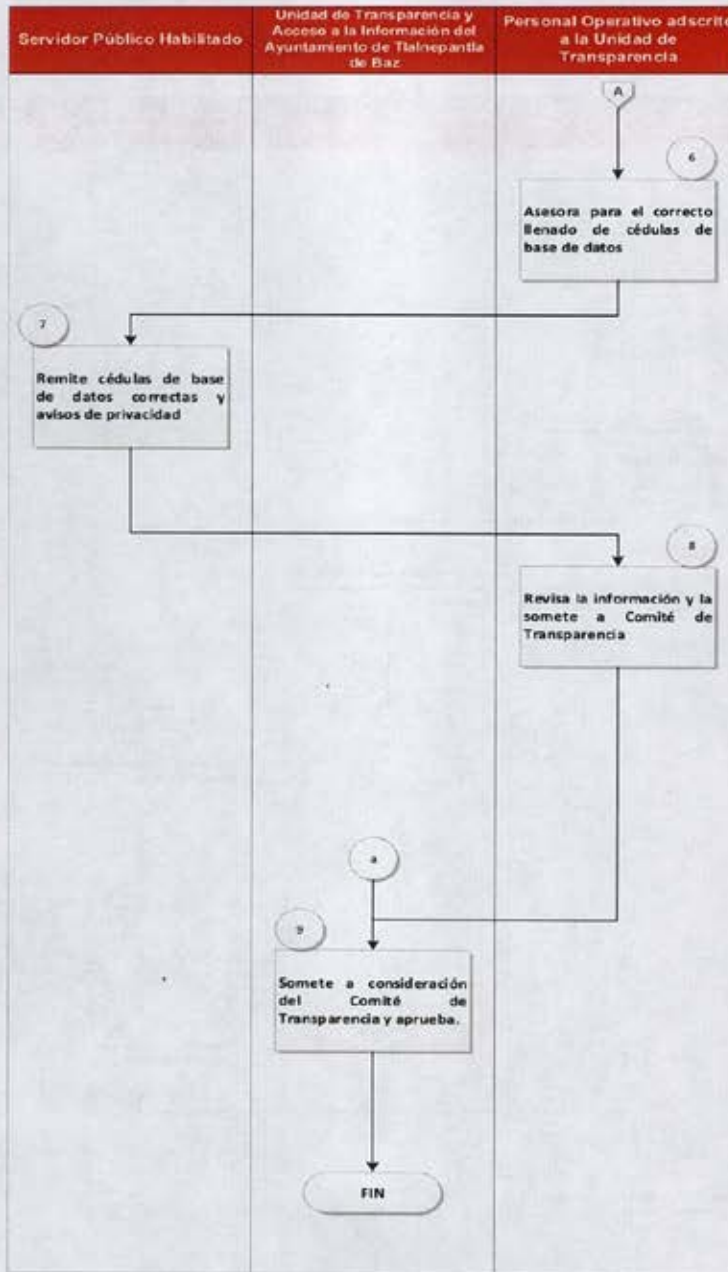 Servidor Público Habilitado
Unidad de Transparencia y
Acceso a la Información del
Ayuntamiento de Tlalnepantla
de Baz
Personal Operativo adscrit
a la Unidad de
Transparencia
A
6
Asesora para el correcto
llenado de cédulas de
base de datos
7
Remite cédulas de base
de datos correctas y
avisos de privacidad
8
Revisa la información y la
somete a Comité de
Transparencia
a
9
Somete a consideración
del Comité de
Transparencia y aprueba.
FIN